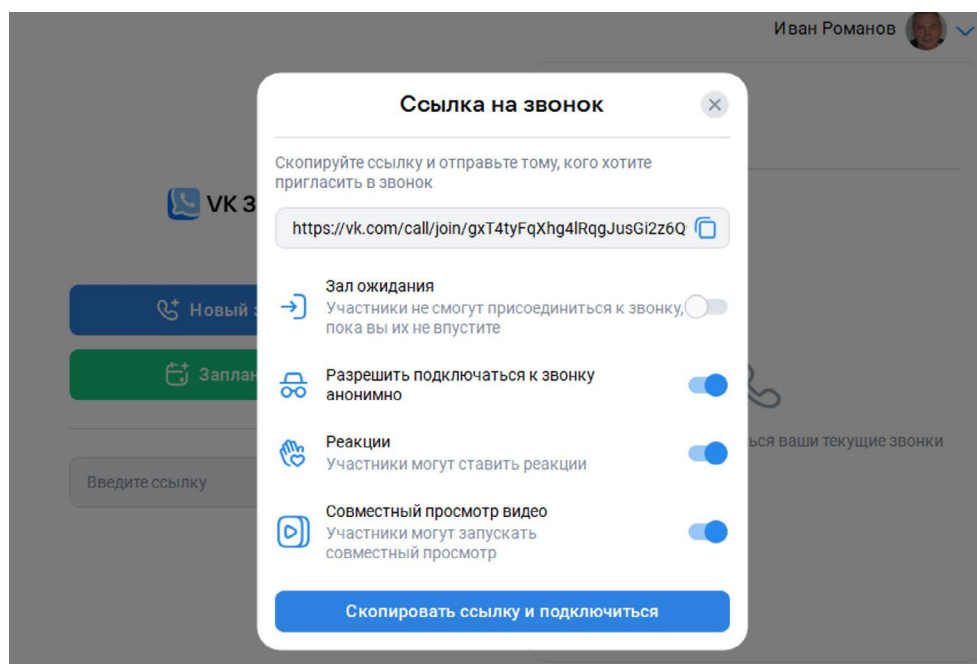 Иван Романов
Ссылка на звонок
Скопируйте ссылку и отправьте тому, кого хотите
пригласить в звонок
VK З
https://vk.com/call/join/gxT4tyFqXhg4lRqgJusGi2z6Q
Зал ожидания
Участники не смогут присоединиться к звонку,
пока вы их не впустите
Новый з
Разрешить подключаться к звонку
анонимно
Заплан
Реакции
Участники могут ставить реакции
ься ваши текущие звонки
Введите ссылку
Совместный просмотр видео
Участники могут запускать
совместный просмотр
Скопировать ссылку и подключиться